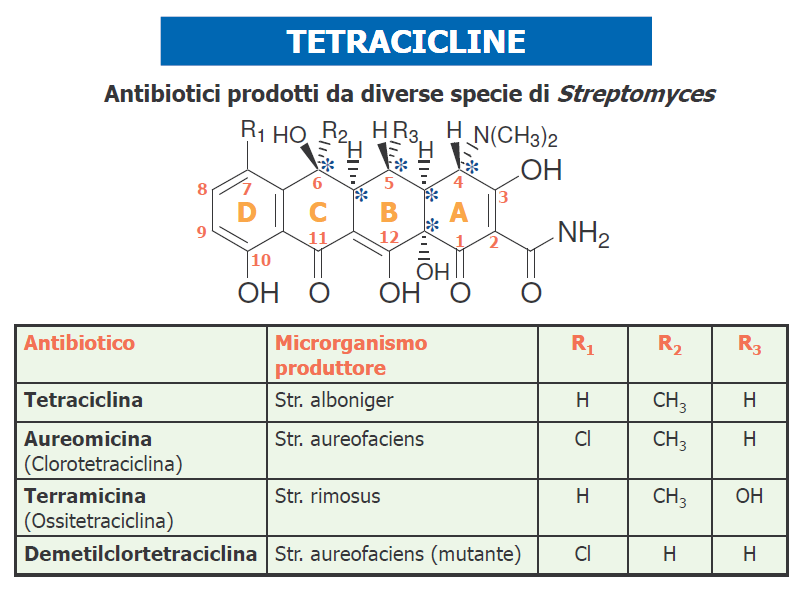 TETRACICLINE
Antibiotici prodotti da diverse specie di Streptomyces
R1 HO R2 H H R3 H H N(CH3)2
OH
8 7 6 5 4 3
D C B A
9 10 11 12 1 2
NH2
OH O OH OH O O
Antibiotico Microrganismo produttore R1 R2 R3
Tetraciclina Str. alboniger H CH3 H
Aureomicina (Clorotetraciclina) Str. aureofaciens Cl CH3 H
Terramicina (Ossitetraciclina) Str. rimosus H CH3 OH
Demetilclortetraciclina Str. aureofaciens (mutante) Cl H H